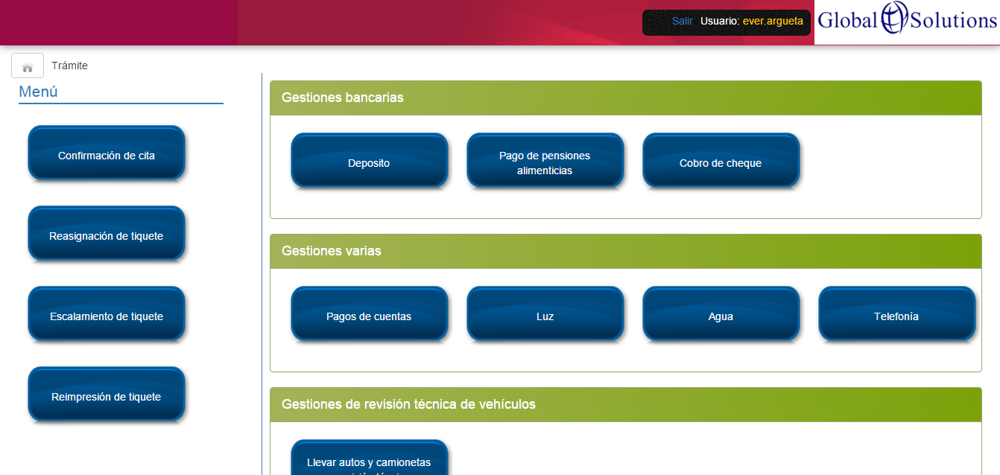 Salir Usuario: ever.argueta
Global Solutions
Trámite
Menú
Confirmación de cita
Reasignación de tiquete
Escalamiento de tiquete
Reimpresión de tiquete
Gestiones bancarias
Deposito
Pago de pensiones
alimenticias
Cobro de cheque
Gestiones varias
Pagos de cuentas
Luz
Agua
Telefonía
Gestiones de revisión técnica de vehículos
Llevar autos y camionetas